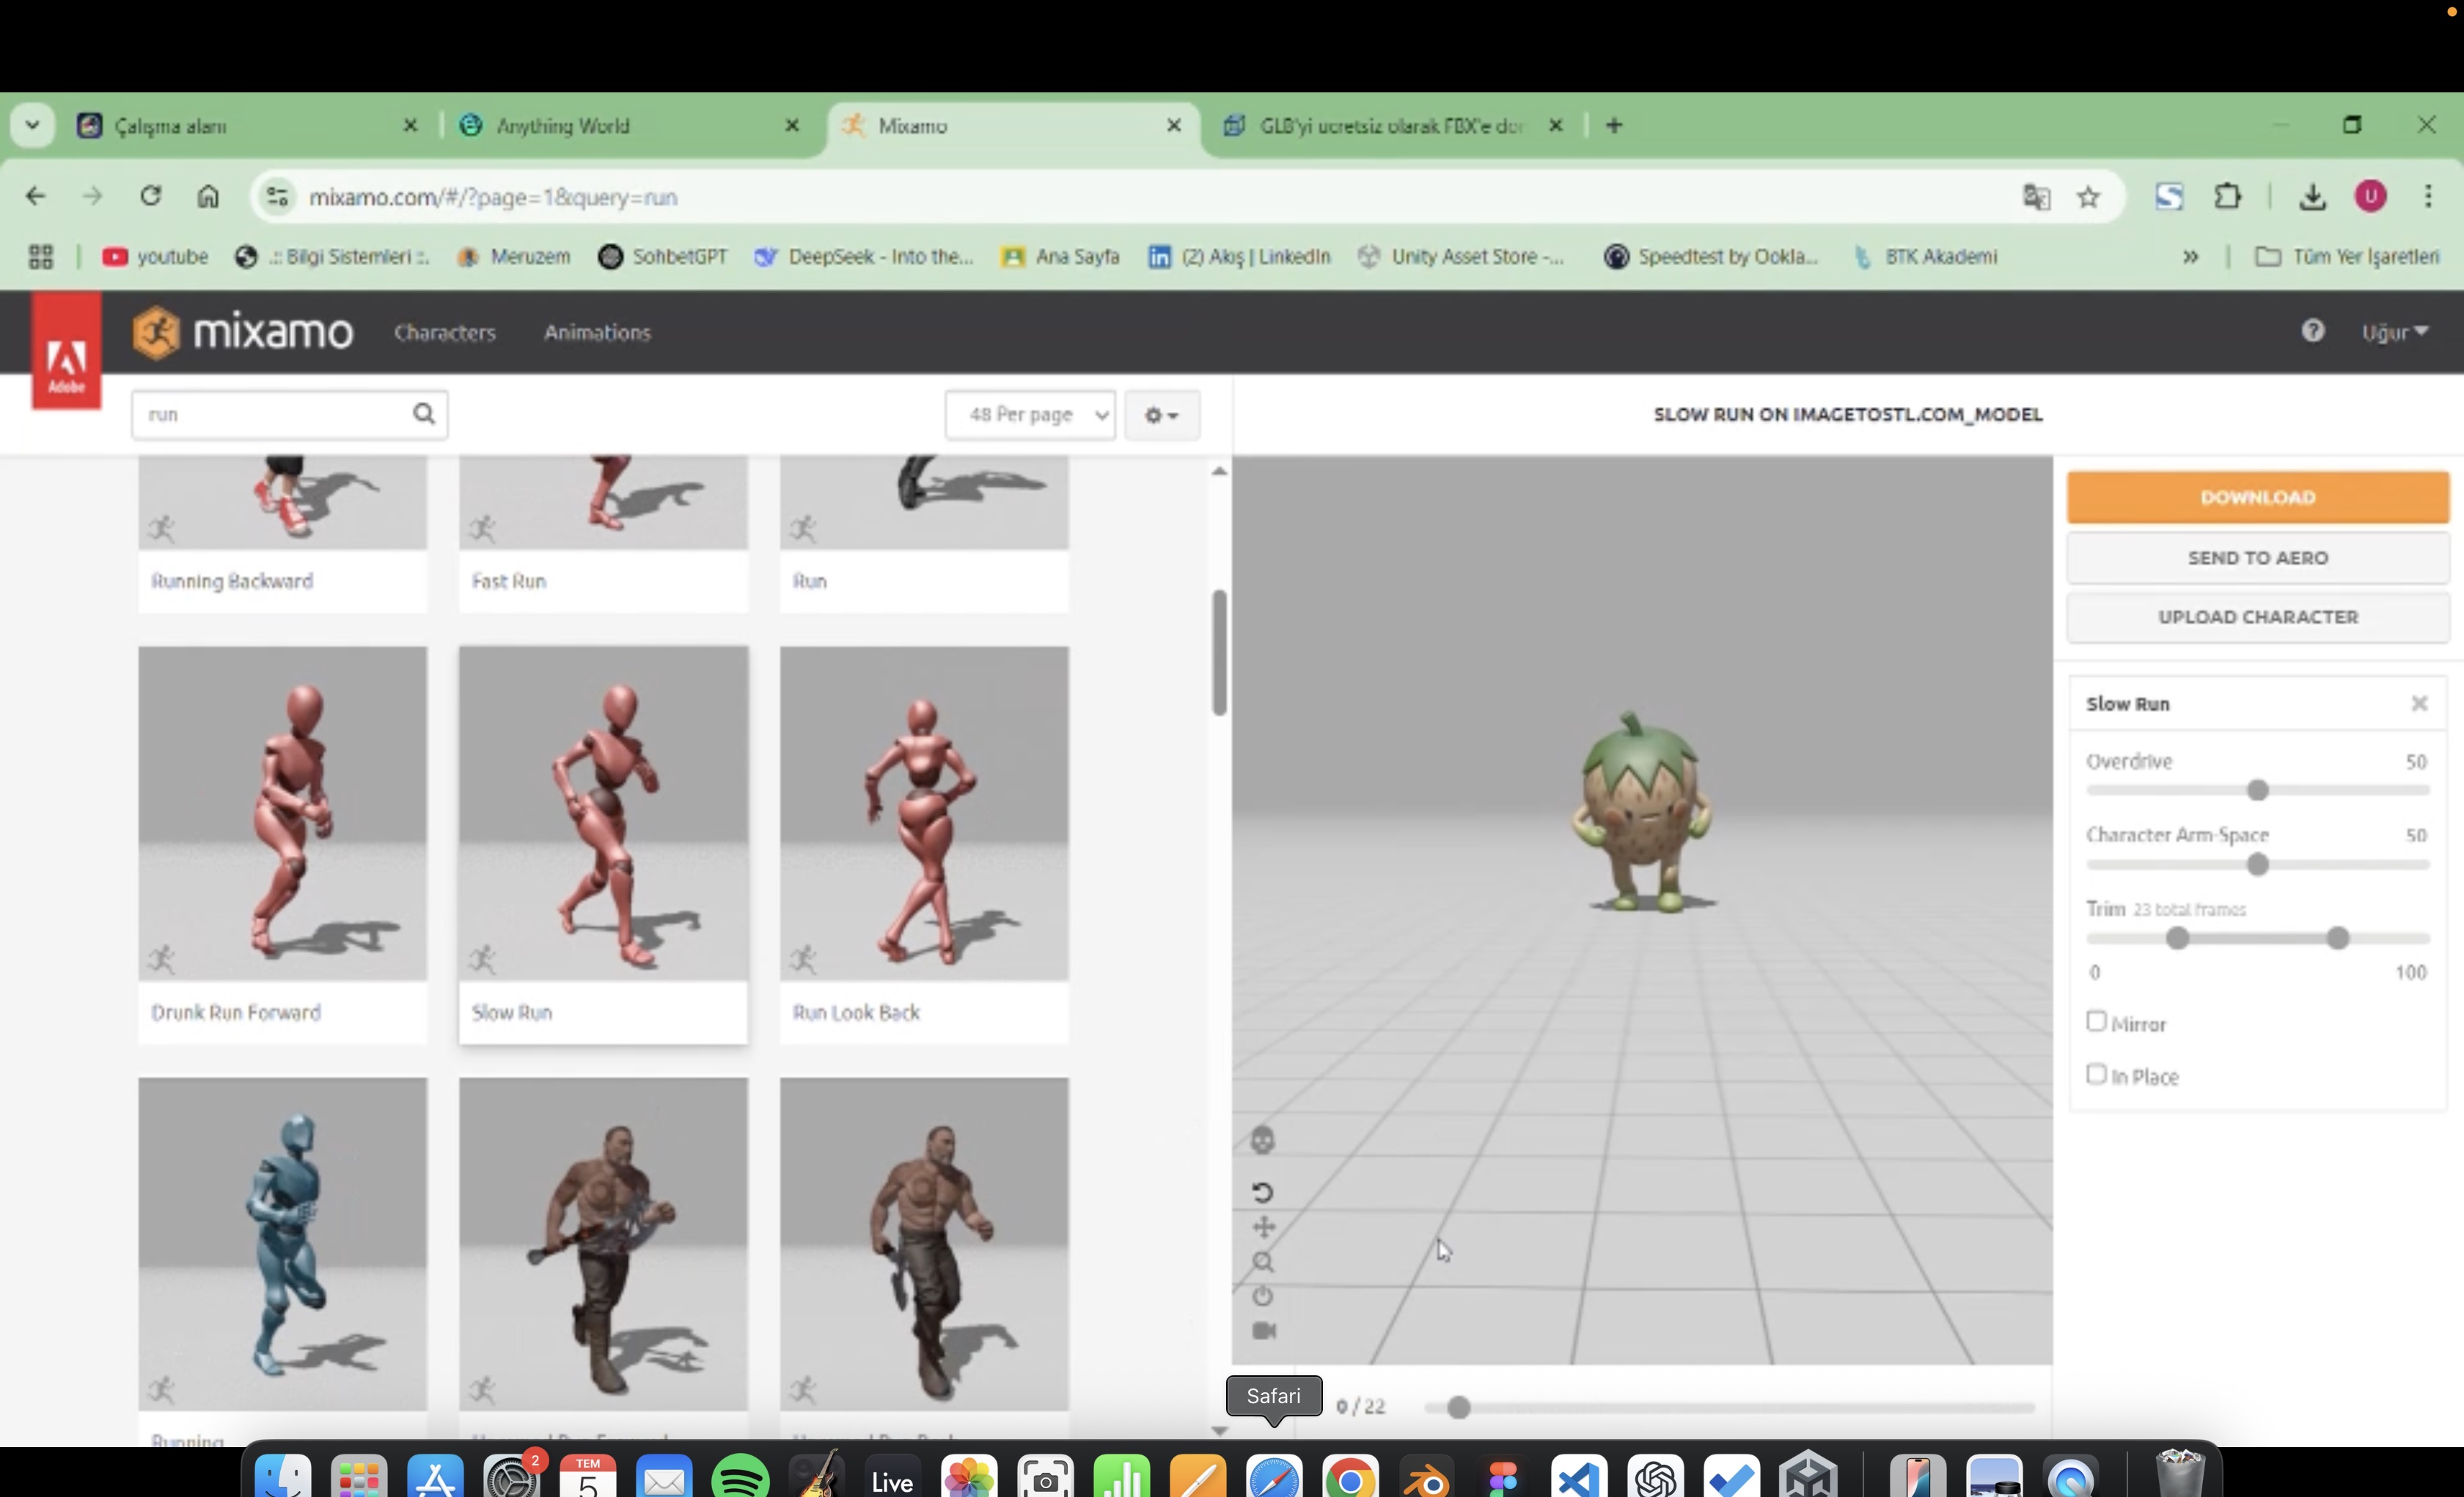 Çalışma alanı
Anything World
Mixamo
GLB'yi ucretsiz olarak FBX'e dor
mixamo.com/#/?page=1&query=run
U
youtube
.:: Bilgi Sistemleri ::.
Meruzem
SohbetGPT
DeepSeek - Into the...
Ana Sayfa
(2) Akış | LinkedIn
Unity Asset Store -...
Speedtest by Ookla...
BTK Akademi
»
Tüm Yer İşaretleri
Adobe
mixamo
Characters
Animations
Uğur
run
48 Per page
SLOW RUN ON IMAGETOSTL.COM_MODEL
Running Backward
Fast Run
Run
Drunk Run Forward
Slow Run
Run Look Back
Running
DOWNLOAD
SEND TO AERO
UPLOAD CHARACTER
Slow Run
Overdrive 50
Character Arm-Space 50
Trim 23 total frames
0 100
Mirror
In Place
Safari
0 / 22
2
TEM
5
Live